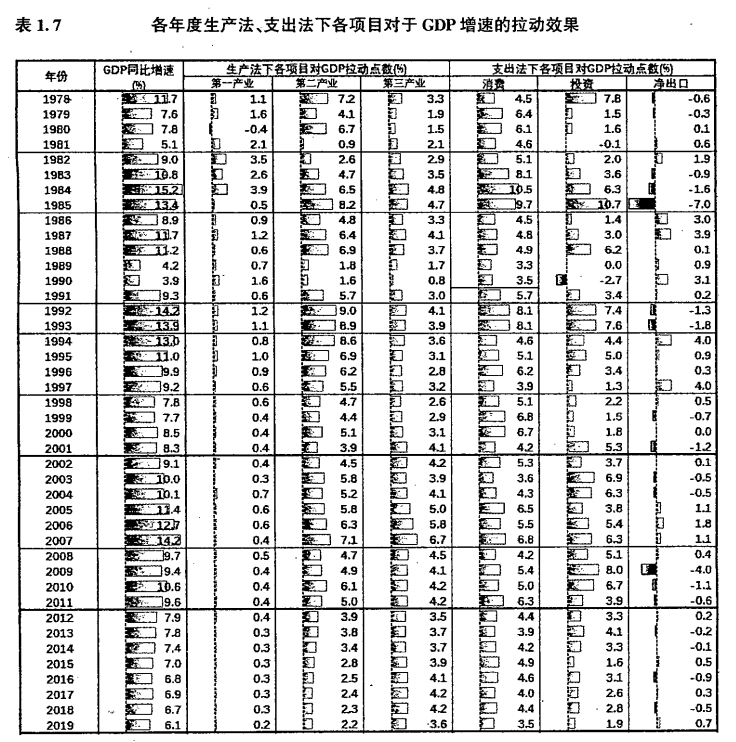 表 1.7 各年度生产法、支出法下各项目对于 GDP 增速的拉动效果
年份 GDP同比增速(%) 生产法下各项目对GDP拉动点数(%) 支出法下各项目对GDP拉动点数(%)
第一产业 第二产业 第三产业 消费 投资 净出口
1978 11.7 1.1 7.2 3.3 4.5 7.8 -0.6
1979 7.6 1.6 4.1 1.9 6.4 1.5 -0.3
1980 7.8 -0.4 6.7 1.5 6.1 1.6 0.1
1981 5.1 2.1 0.9 2.1 4.6 -0.1 0.6
1982 9.0 3.5 2.6 2.9 5.1 2.0 1.9
1983 10.8 2.6 4.7 3.5 8.1 3.6 -0.9
1984 15.2 3.9 6.5 4.8 10.5 6.3 -1.6
1985 13.4 0.5 8.2 4.7 9.7 10.7 -7.0
1986 8.9 0.9 4.8 3.3 4.5 1.4 3.0
1987 11.7 1.2 6.4 4.1 4.8 3.0 3.9
1988 11.2 0.6 6.9 3.7 4.9 6.2 0.1
1989 4.2 0.7 1.8 1.7 3.3 0.0 0.9
1990 3.9 1.6 1.6 0.8 3.5 -2.7 3.1
1991 9.3 0.6 5.7 3.0 5.7 3.4 0.2
1992 14.2 1.2 9.0 4.1 8.1 7.4 -1.3
1993 13.9 1.1 8.9 3.9 8.1 7.6 -1.8
1994 13.0 0.8 8.6 3.6 4.6 4.4 4.0
1995 11.0 1.0 6.9 3.1 5.1 5.0 0.9
1996 9.9 0.9 6.2 2.8 6.2 3.4 0.3
1997 9.2 0.6 5.5 3.2 3.9 1.3 4.0
1998 7.8 0.6 4.7 2.6 5.1 2.2 0.5
1999 7.7 0.4 4.4 2.9 6.8 1.5 -0.7
2000 8.5 0.4 5.1 3.1 6.7 1.8 0.0
2001 8.3 0.4 3.9 4.1 4.2 5.3 -1.2
2002 9.1 0.4 4.5 4.2 5.3 3.7 0.1
2003 10.0 0.3 5.8 3.9 3.6 6.9 -0.5
2004 10.1 0.7 5.2 4.1 4.3 6.3 -0.5
2005 11.4 0.6 5.8 5.0 6.5 3.8 1.1
2006 12.7 0.6 6.3 5.8 5.5 5.4 1.8
2007 14.2 0.4 7.1 6.7 6.8 6.3 1.1
2008 9.7 0.5 4.7 4.5 4.2 5.1 0.4
2009 9.4 0.4 4.9 4.1 5.4 8.0 -4.0
2010 10.6 0.4 6.1 4.2 5.0 6.7 -1.1
2011 9.6 0.4 5.0 4.2 6.3 3.9 -0.6
2012 7.9 0.4 3.9 3.5 4.4 3.3 0.2
2013 7.8 0.3 3.8 3.7 3.9 4.1 -0.2
2014 7.4 0.3 3.4 3.7 4.2 3.3 -0.1
2015 7.0 0.3 2.8 3.9 4.9 1.6 0.5
2016 6.8 0.3 2.5 4.1 4.6 3.1 -0.9
2017 6.9 0.3 2.4 4.2 4.0 2.6 0.3
2018 6.7 0.3 2.3 4.2 4.4 2.8 -0.5
2019 6.1 0.2 2.2 3.6 3.5 1.9 0.7